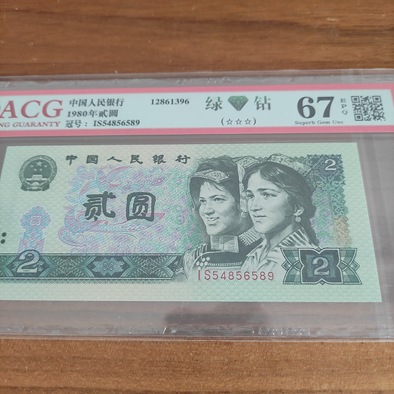 ACG
NG GUARANTY
中国人民银行 12861396
1980年贰圆
冠号：IS54856589
绿 钻
(☆☆☆)
67 EPQ
Superb Gem Unc
中国人民银行
2
贰圆
2
2
IS54856589